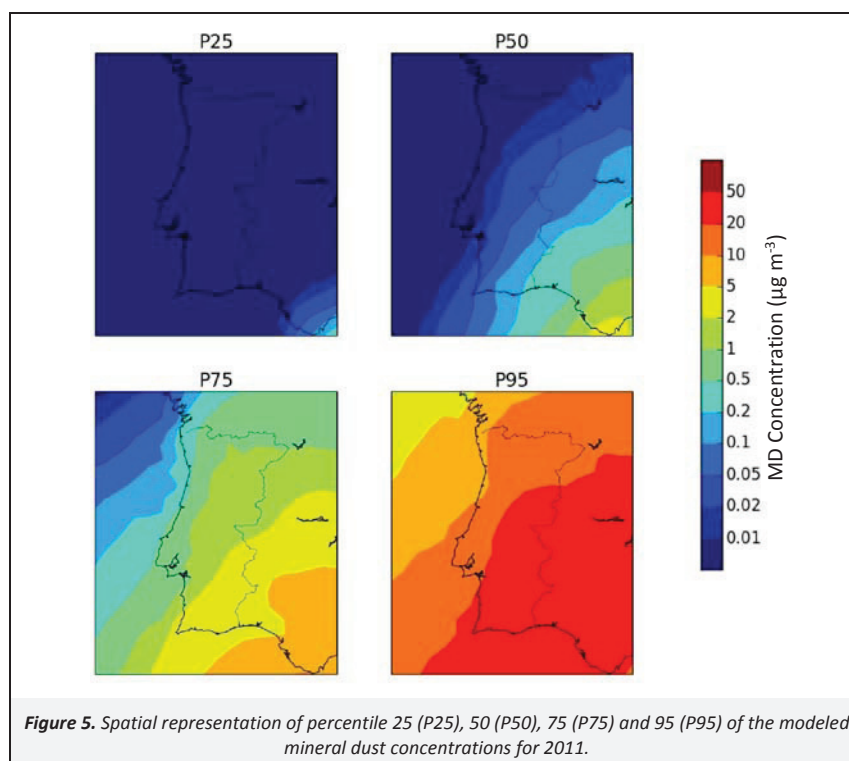 P25
P50
P75
P95
50
20
10
5
2
1
0.5
0.2
0.1
0.05
0.02
0.01
MD Concentration (µg m⁻³)
Figure 5. Spatial representation of percentile 25 (P25), 50 (P50), 75 (P75) and 95 (P95) of the modeled
mineral dust concentrations for 2011.